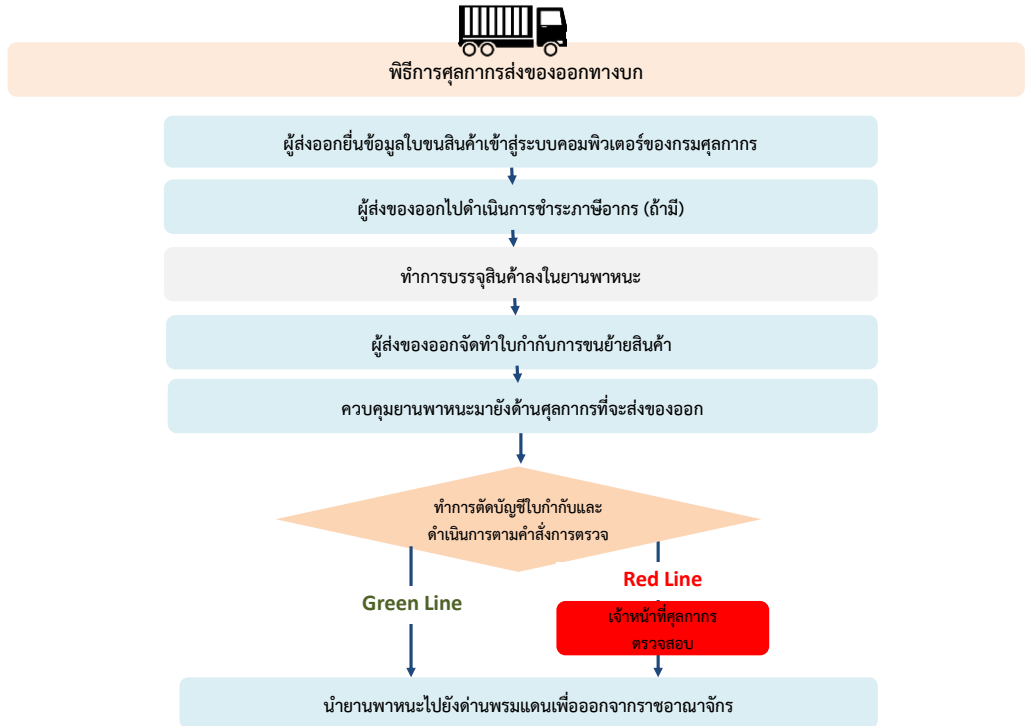 พิธีการศุลกากรส่งของออกทางบก
ผู้ส่งออกยื่นข้อมูลใบขนสินค้าเข้าสู่ระบบคอมพิวเตอร์ของกรมศุลกากร
ผู้ส่งของออกไปดำเนินการชำระภาษีอากร (ถ้ามี)
ทำการบรรจุสินค้าลงในยานพาหนะ
ผู้ส่งของออกจัดทำใบกำกับการขนย้ายสินค้า
ควบคุมยานพาหนะมายังด้านศุลกากรที่จะส่งของออก
ทำการตัดบัญชีใบกำกับและ
ดำเนินการตามคำสั่งการตรวจ
Red Line
Green Line
เจ้าหน้าที่ศุลกากร
ตรวจสอบ
นำยานพาหนะไปยังด่านพรมแดนเพื่อออกจากราชอาณาจักร